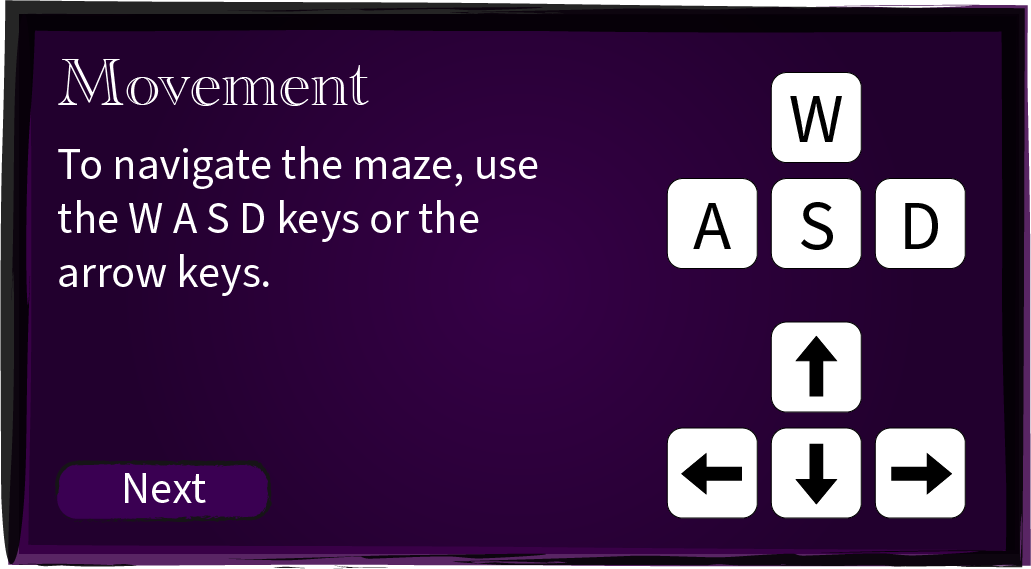 Movement
To navigate the maze, use
the W A S D keys or the
arrow keys.
W
A S D
Next